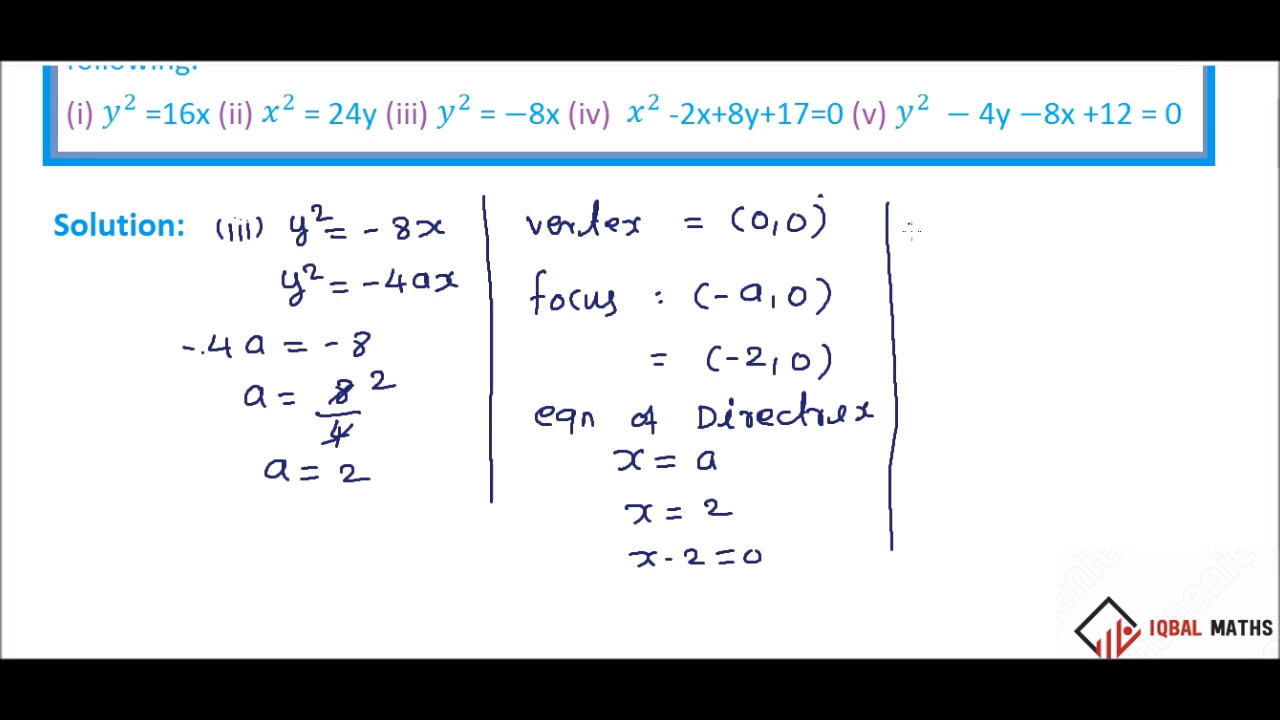 following:
(i) y² =16x (ii) x² = 24y (iii) y² = −8x (iv) x² -2x+8y+17=0 (v) y² − 4y −8x +12 = 0
Solution: (iii) y² = - 8x
y² = -4ax
-.4a = - 8
a = 8/4 2
a = 2
vertex = (0,0)
focus : (-a,0)
= (-2,0)
eqn of Directrix
x = a
x = 2
x - 2 = 0
IQBAL MATHS